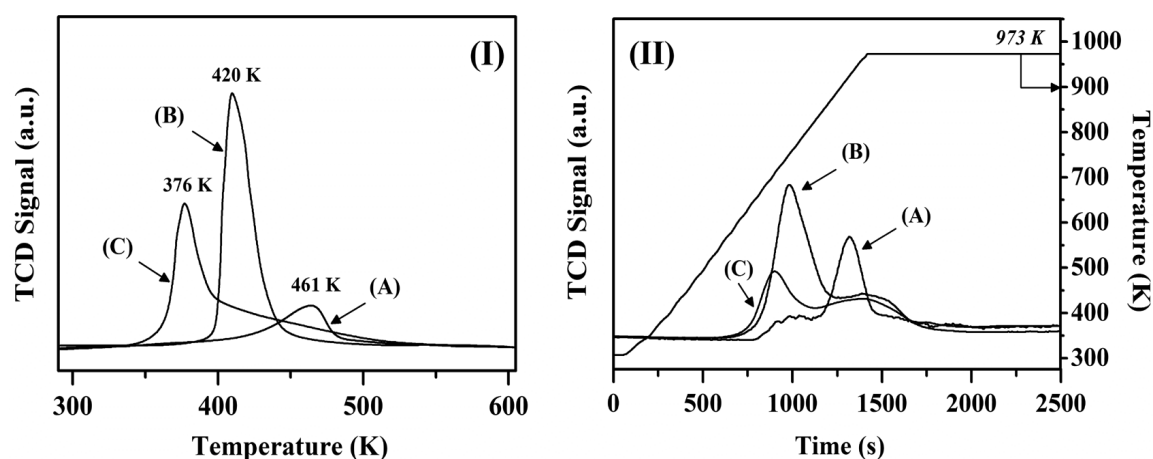 (I)
420 K
(B)
376 K
(C)
461 K
(A)
TCD Signal (a.u.)
300 400 500 600
Temperature (K)
(II)
973 K
(B)
(A)
(C)
TCD Signal (a.u.)
1000
900
800
700
600
500
400
300
Temperature (K)
0 500 1000 1500 2000 2500
Time (s)